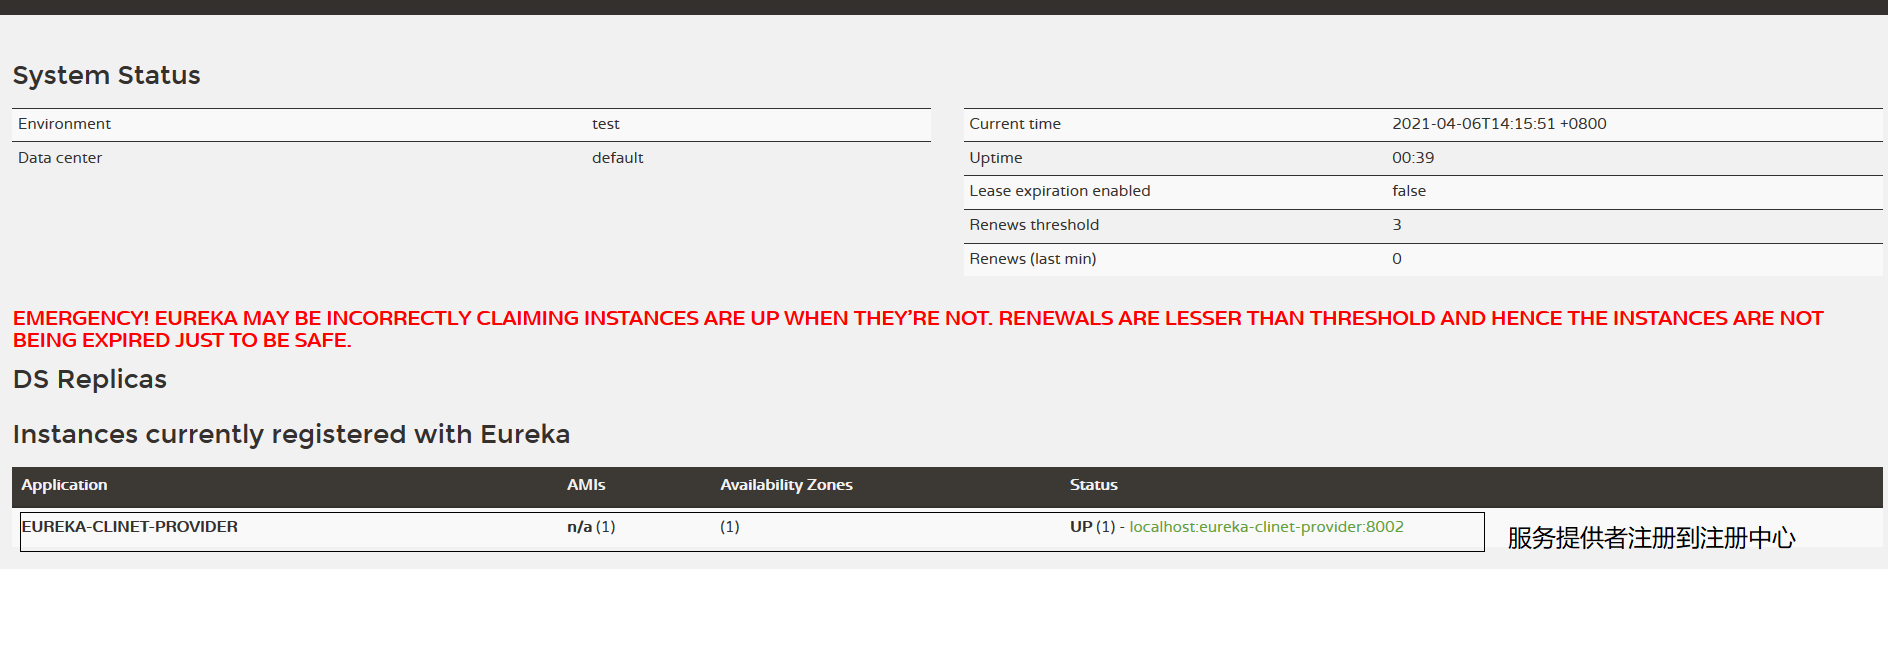 System Status
Environment test
Data center default
Current time 2021-04-06T14:15:51 +0800
Uptime 00:39
Lease expiration enabled false
Renews threshold 3
Renews (last min) 0
EMERGENCY! EUREKA MAY BE INCORRECTLY CLAIMING INSTANCES ARE UP WHEN THEY'RE NOT. RENEWALS ARE LESSER THAN THRESHOLD AND HENCE THE INSTANCES ARE NOT
BEING EXPIRED JUST TO BE SAFE.
DS Replicas
Instances currently registered with Eureka
Application AMIs Availability Zones Status
EUREKA-CLINET-PROVIDER n/a (1) (1) UP (1) - localhost:eureka-clinet-provider:8002 服务提供者注册到注册中心